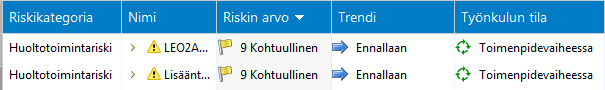 Riskikategoria Nimi Riskin arvo Trendi Työnkulun tila
Huoltotoimintariski LEO2A... 9 Kohtuullinen Ennallaan Toimenpidevaiheessa
Huoltotoimintariski Lisäänt... 9 Kohtuullinen Ennallaan Toimenpidevaiheessa